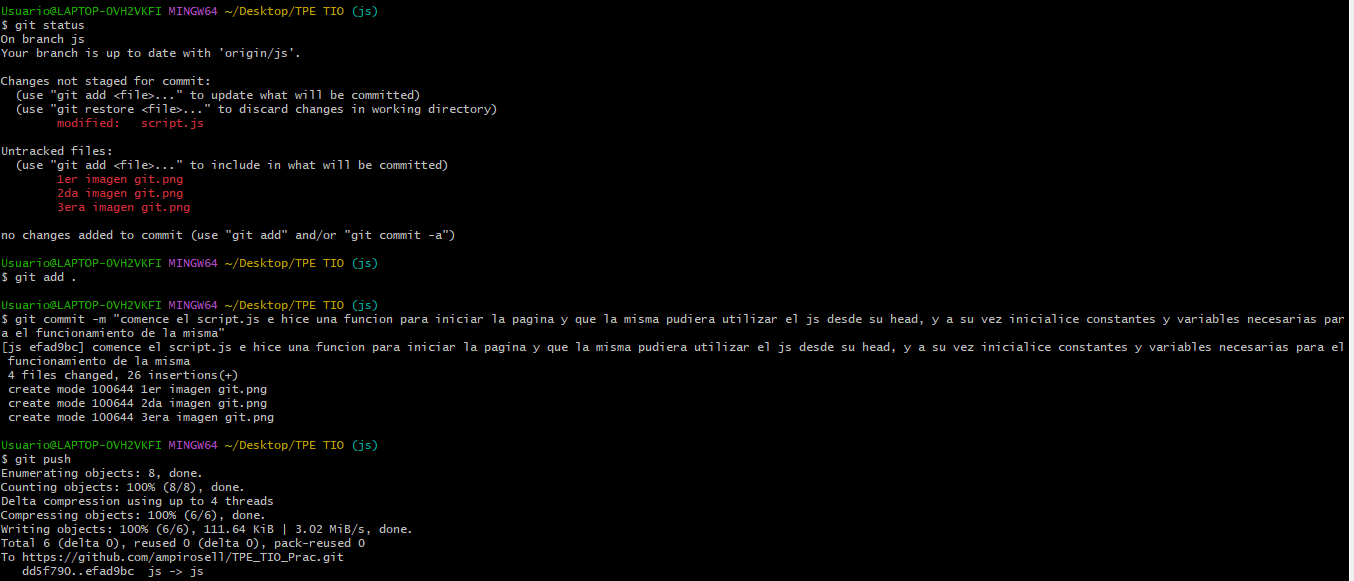 Usuario@LAPTOP-OVH2VKFI MINGW64 ~/Desktop/TPE TIO (js)
$ git status
On branch js
Your branch is up to date with 'origin/js'.
Changes not staged for commit:
  (use "git add <file>..." to update what will be committed)
  (use "git restore <file>..." to discard changes in working directory)
        modified:   script.js
Untracked files:
  (use "git add <file>..." to include in what will be committed)
        1er imagen git.png
        2da imagen git.png
        3era imagen git.png
no changes added to commit (use "git add" and/or "git commit -a")
Usuario@LAPTOP-OVH2VKFI MINGW64 ~/Desktop/TPE TIO (js)
$ git add .
Usuario@LAPTOP-OVH2VKFI MINGW64 ~/Desktop/TPE TIO (js)
$ git commit -m "comence el script.js e hice una funcion para iniciar la pagina y que la misma pudiera utilizar el js desde su head, y a su vez inicialice constantes y variables necesarias par
a el funcionamiento de la misma"
[js efad9bc] comence el script.js e hice una funcion para iniciar la pagina y que la misma pudiera utilizar el js desde su head, y a su vez inicialice constantes y variables necesarias para el
 funcionamiento de la misma
 4 files changed, 26 insertions(+)
 create mode 100644 1er imagen git.png
 create mode 100644 2da imagen git.png
 create mode 100644 3era imagen git.png
Usuario@LAPTOP-OVH2VKFI MINGW64 ~/Desktop/TPE TIO (js)
$ git push
Enumerating objects: 8, done.
Counting objects: 100% (8/8), done.
Delta compression using up to 4 threads
Compressing objects: 100% (6/6), done.
Writing objects: 100% (6/6), 111.64 KiB | 3.02 MiB/s, done.
Total 6 (delta 0), reused 0 (delta 0), pack-reused 0
To https://github.com/ampirosell/TPE_TIO_Prac.git
   dd5f790..efad9bc  js -> js